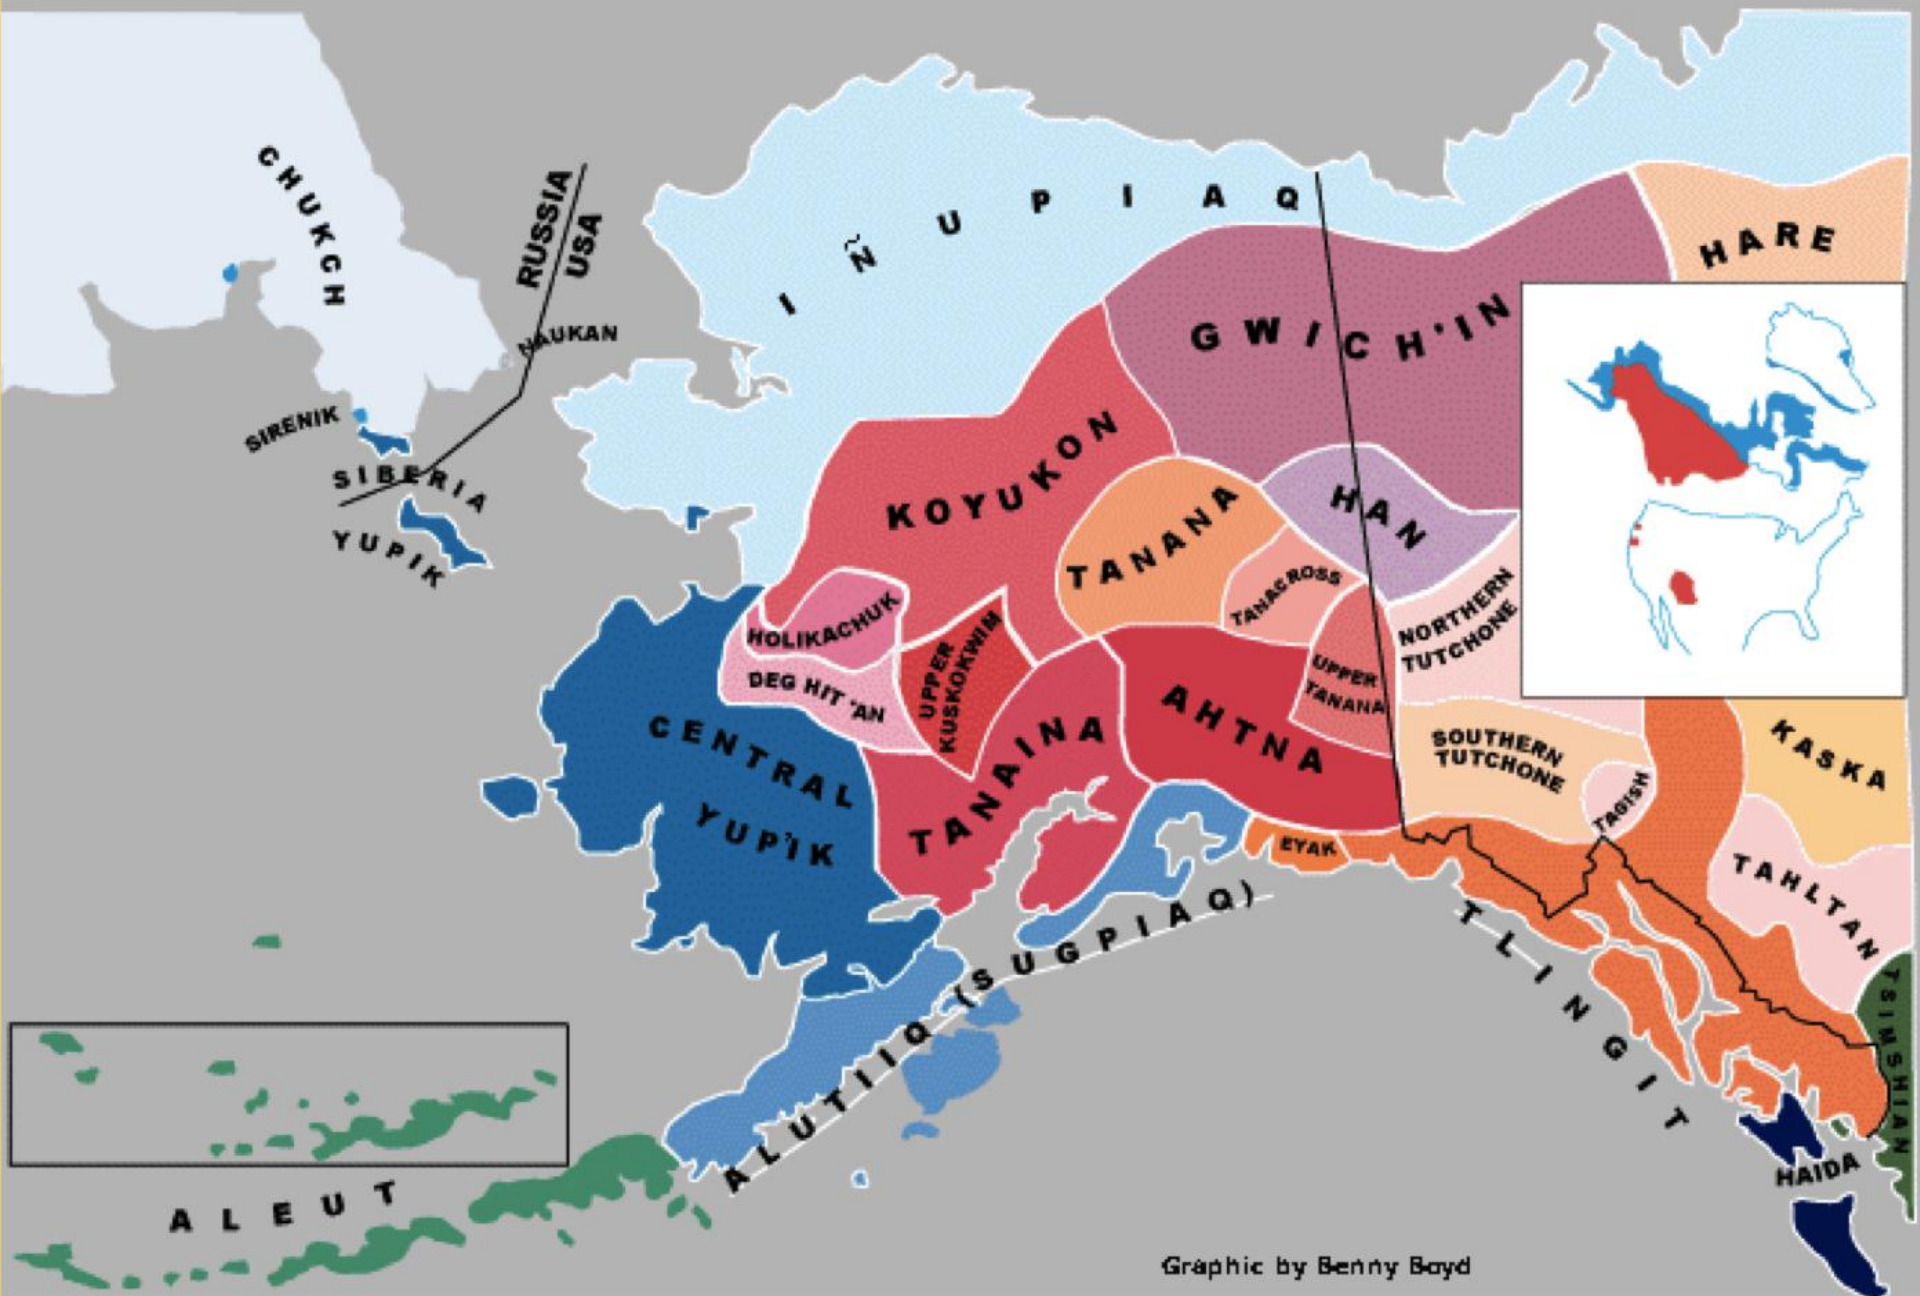 CHUKCH
RUSSIA
USA
NAUKAN
SIRENIK
SIBERIA
YUPIK
IÑUPIAQ
GWICH'IN
HARE
KOYUKON
TANANA
HAN
TANACROSS
NORTHERN
TUTCHONE
HOLIKACHUK
DEG HIT 'AN
UPPER
KUSKOKWIM
UPPER
TANANA
CENTRAL
YUP'IK
TANAINA
AHTNA
SOUTHERN
TUTCHONE
TAGISH
KASKA
EYAK
TAHLTAN
ALUTIIQ (SUGPIAQ)
TLINGIT
TSIMSHIAN
HAIDA
ALEUT
Graphic by Benny Boyd